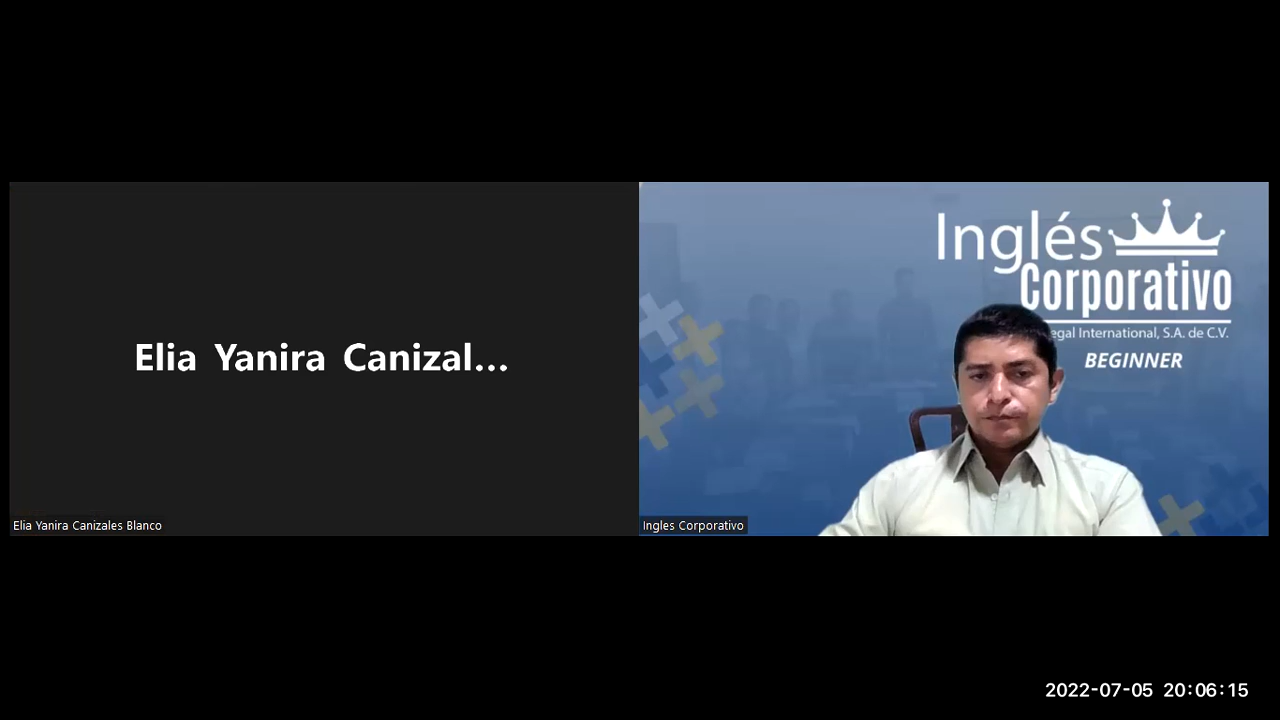 Elia Yanira Canizal...
Elia Yanira Canizales Blanco
Inglés
Corporativo
egal International, S.A. de C.V.
BEGINNER
Ingles Corporativo
2022-07-05 20:06:15